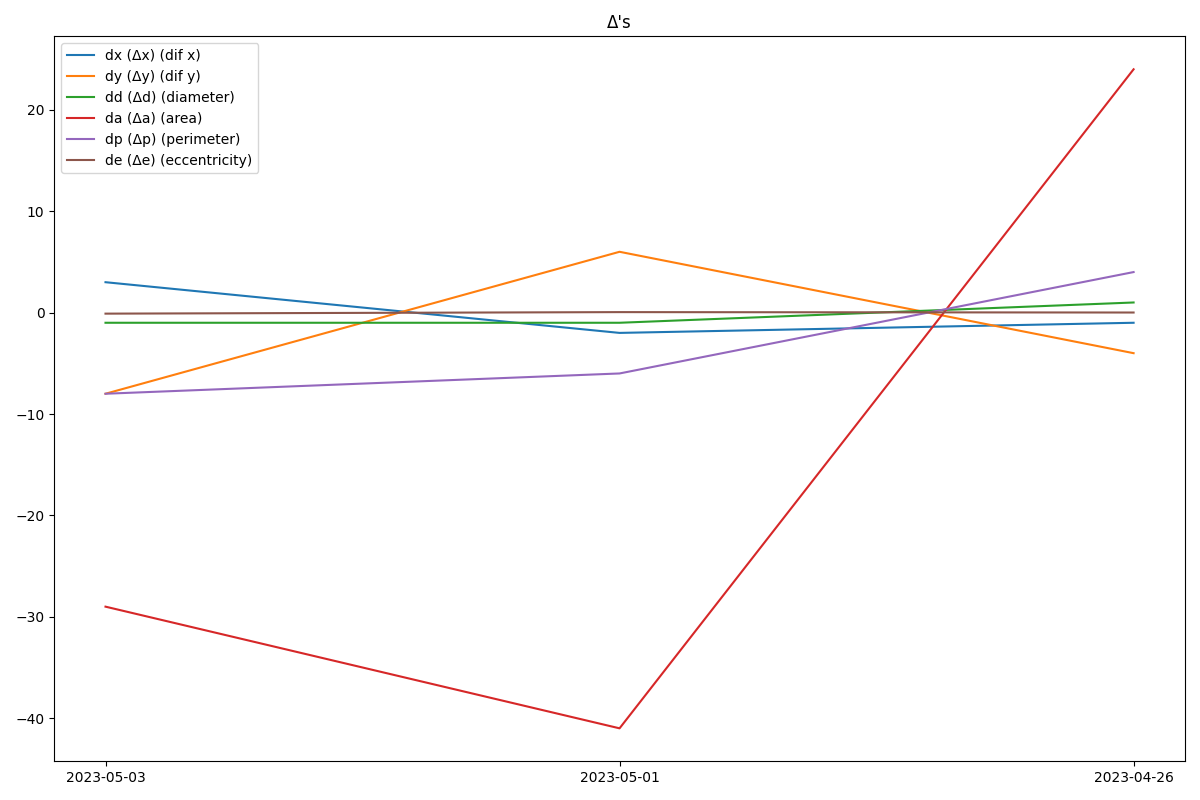 Δ's
dx (Δx) (dif x)
dy (Δy) (dif y)
dd (Δd) (diameter)
da (Δa) (area)
dp (Δp) (perimeter)
de (Δe) (eccentricity)
20
10
0
−10
−20
−30
−40
2023-05-03 2023-05-01 2023-04-26